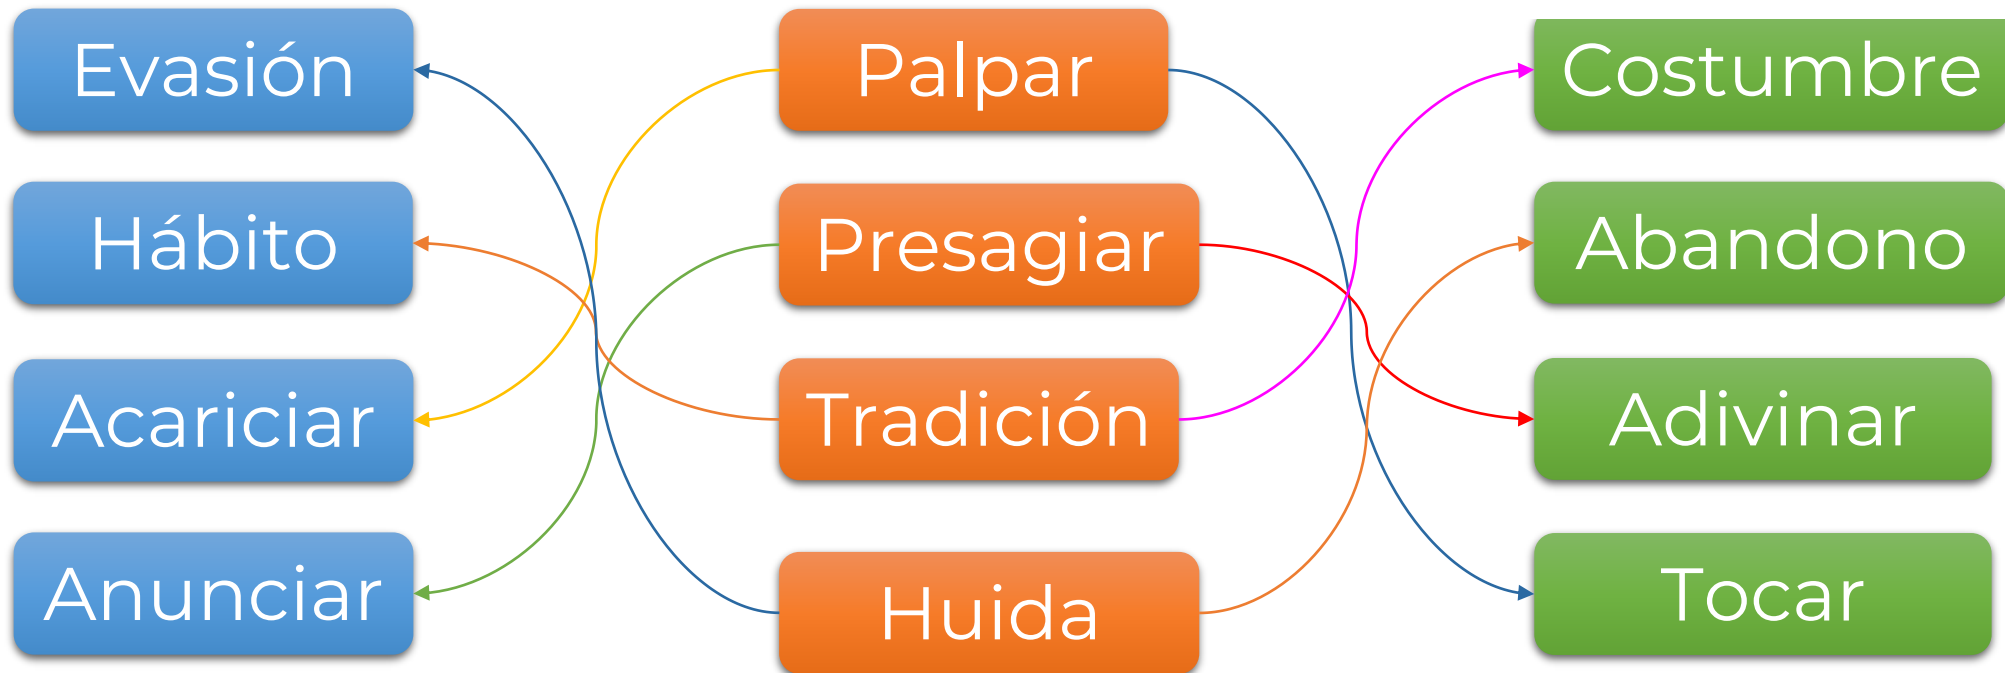 Evasión
Palpar
Costumbre
Hábito
Presagiar
Abandono
Acariciar
Tradición
Adivinar
Anunciar
Huida
Tocar